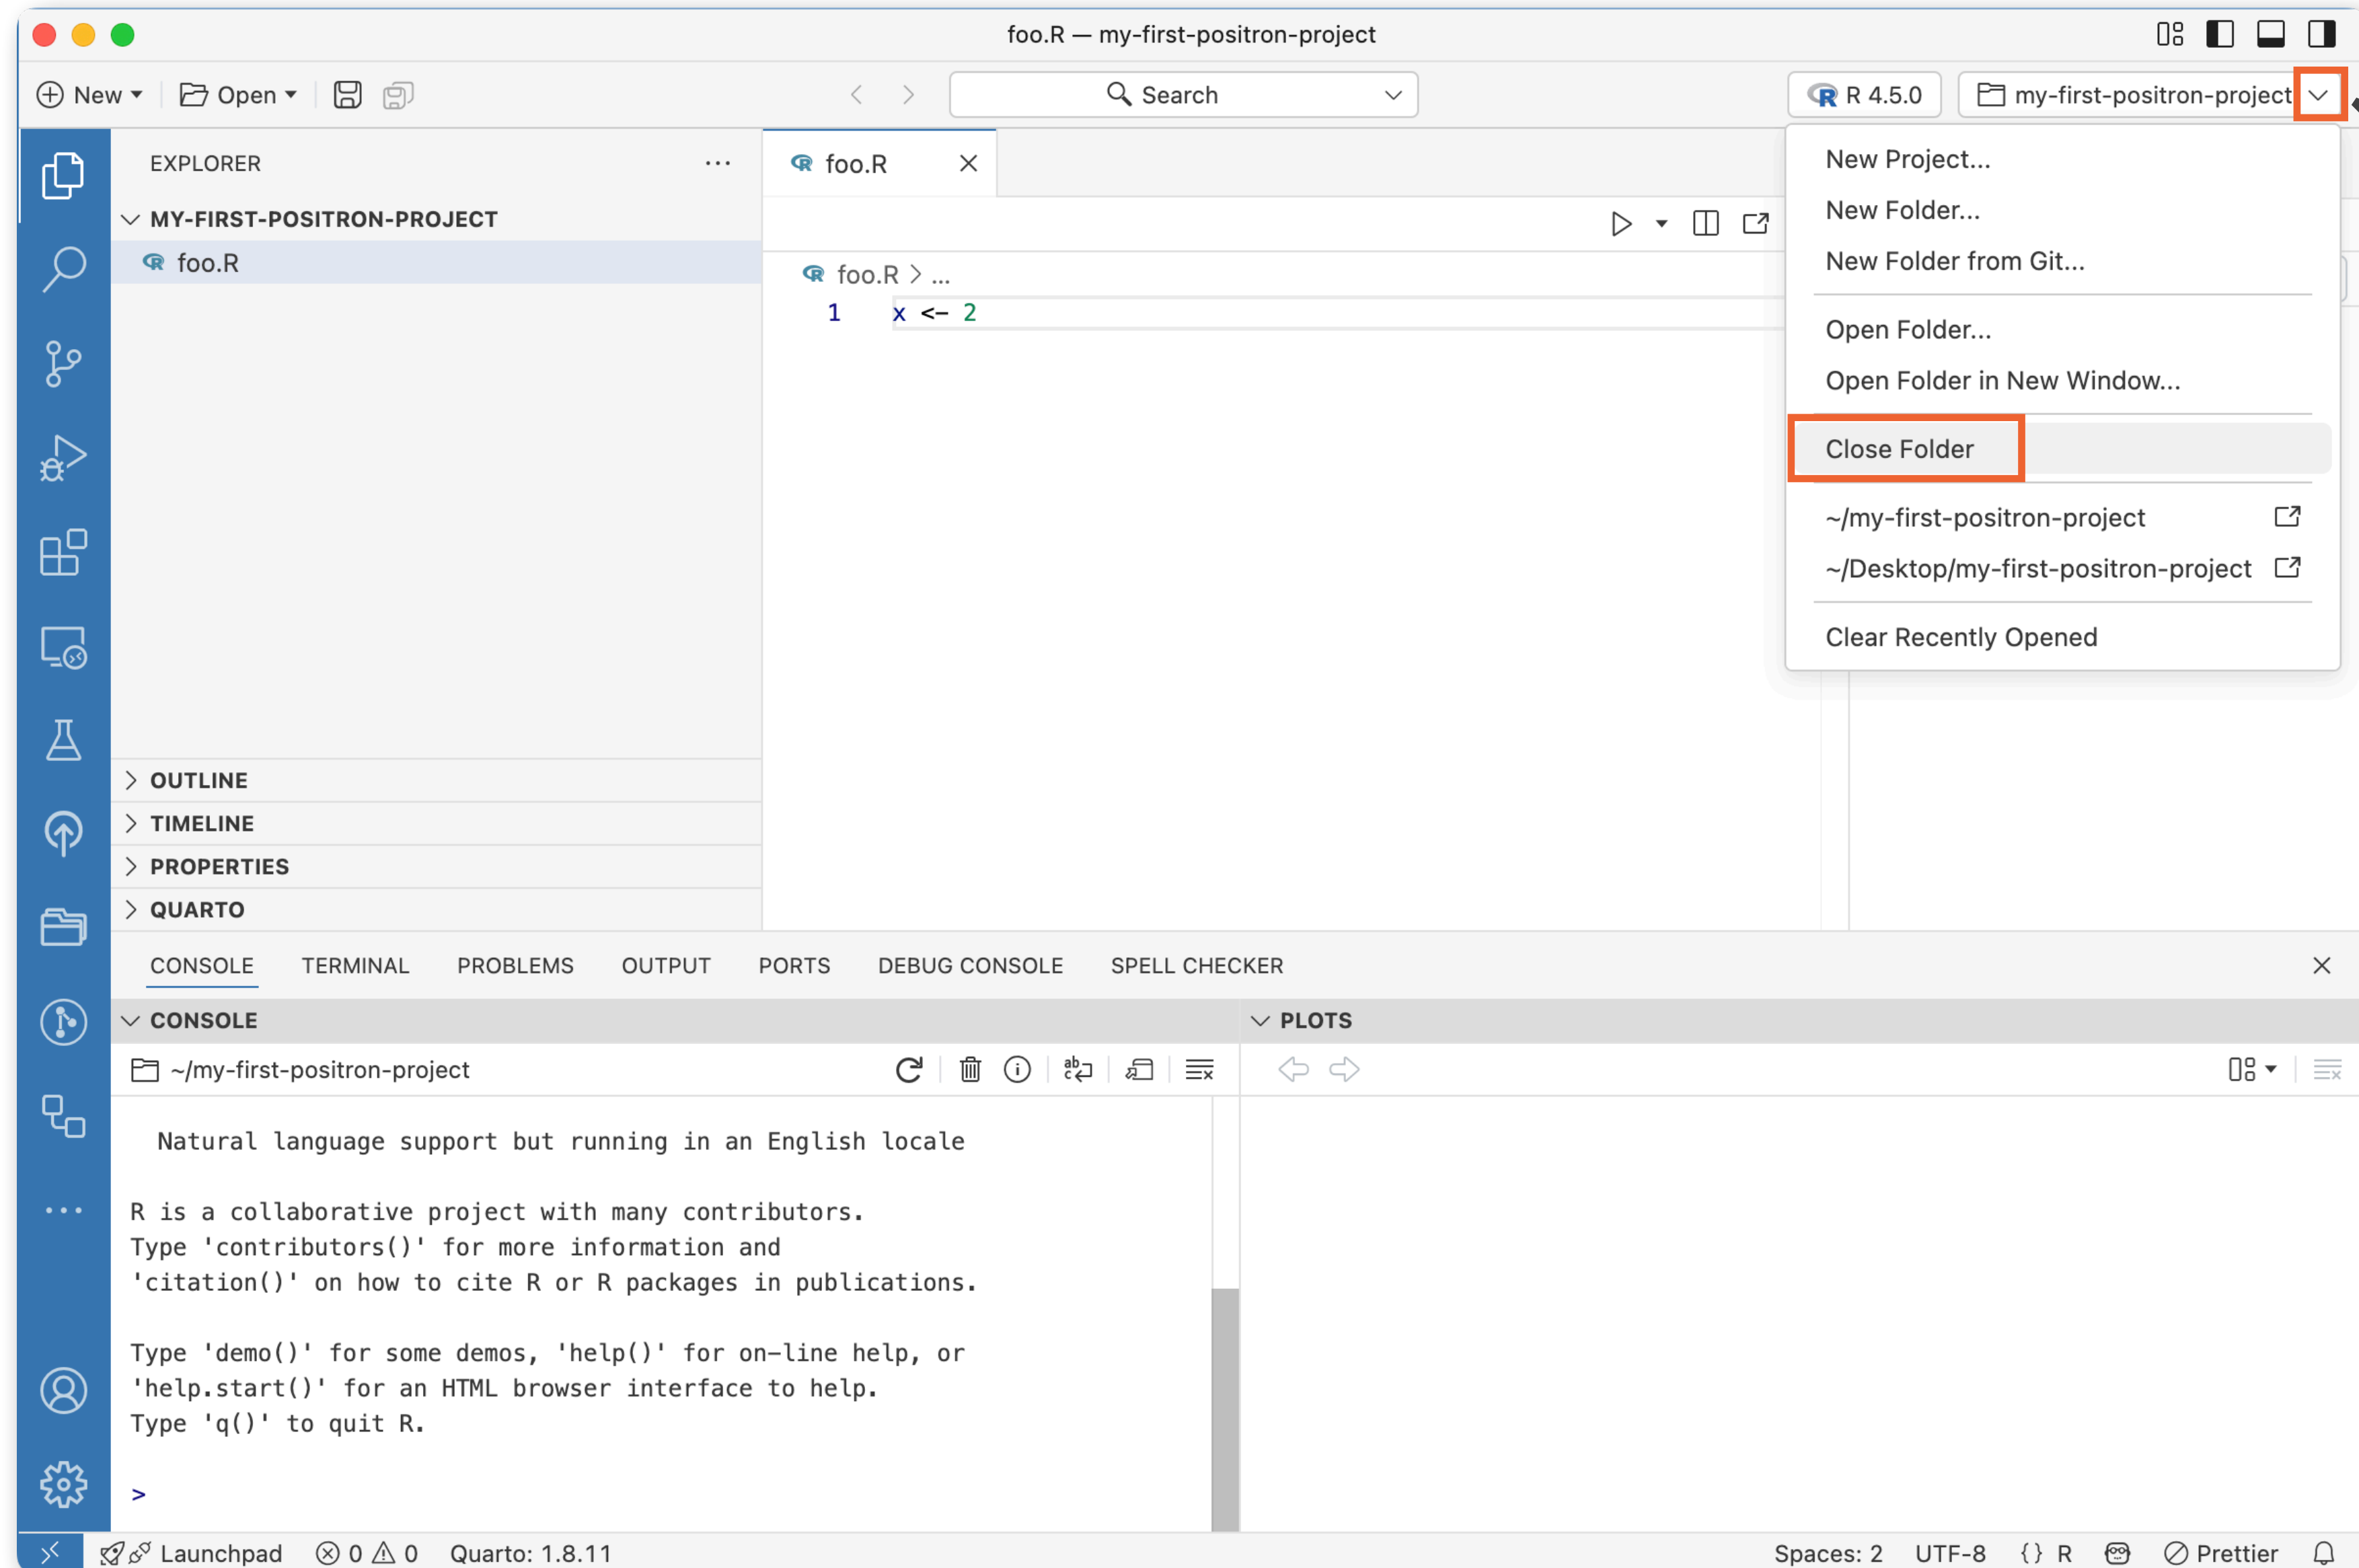 foo.R — my-first-positron-project
New
Open
Search
R 4.5.0
my-first-positron-project
EXPLORER
MY-FIRST-POSITRON-PROJECT
foo.R
foo.R
foo.R > ...
1 x <- 2
New Project...
New Folder...
New Folder from Git...
Open Folder...
Open Folder in New Window...
Close Folder
~/my-first-positron-project
~/Desktop/my-first-positron-project
Clear Recently Opened
OUTLINE
TIMELINE
PROPERTIES
QUARTO
CONSOLE TERMINAL PROBLEMS OUTPUT PORTS DEBUG CONSOLE SPELL CHECKER
CONSOLE
PLOTS
~/my-first-positron-project
Natural language support but running in an English locale
R is a collaborative project with many contributors.
Type 'contributors()' for more information and
'citation()' on how to cite R or R packages in publications.
Type 'demo()' for some demos, 'help()' for on-line help, or
'help.start()' for an HTML browser interface to help.
Type 'q()' to quit R.
>
Launchpad 0 0 Quarto: 1.8.11 Spaces: 2 UTF-8 {} R Prettier